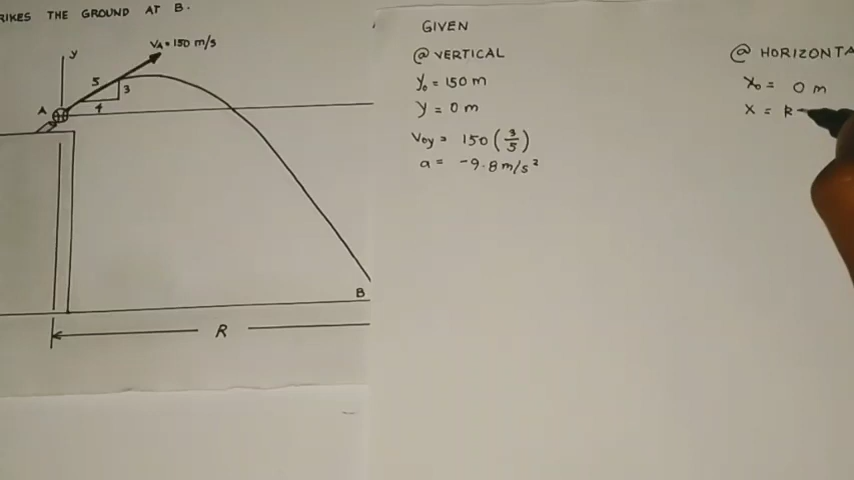 RIKES THE GROUND AT B.
y
VA = 150 m/s
5
3
4
A
B
R
GIVEN
@ VERTICAL
y₀ = 150 m
y = 0 m
V₀y = 150 (3/5)
a = -9.8 m/s²
@ HORIZONTA
X₀ = 0 m
X = R